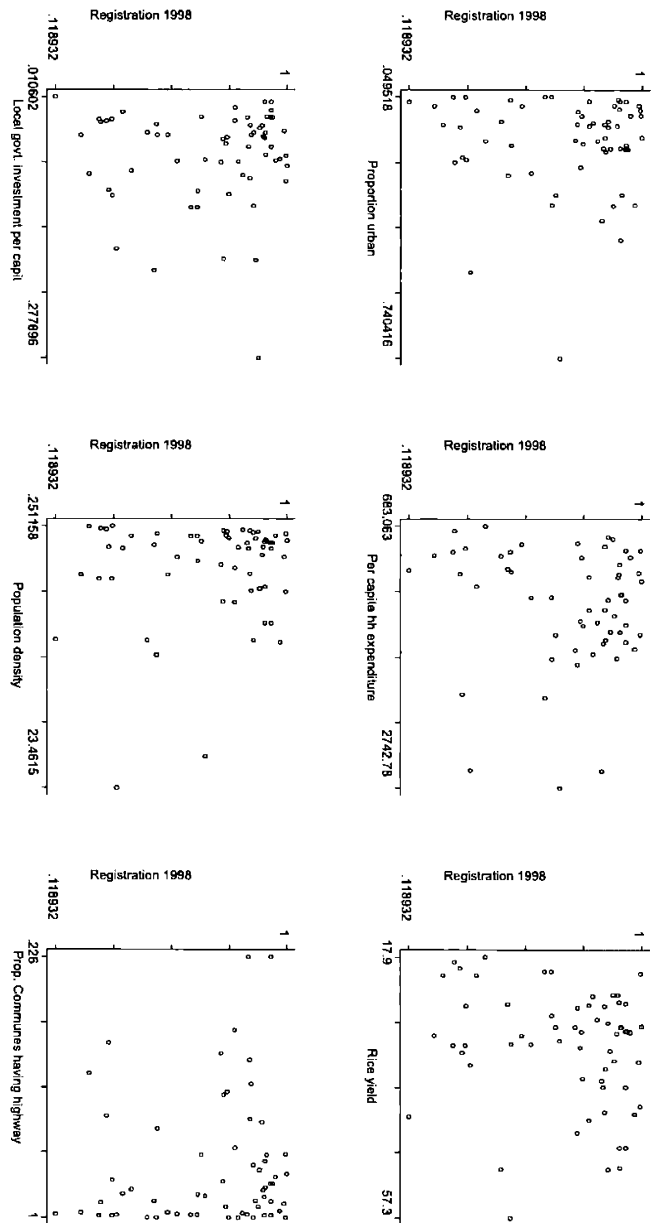 Registration 1998
1
.118932
.049518
.740416
Proportion urban
Registration 1998
1
.118932
683.063
2742.78
Per capita hh expenditure
Registration 1998
1
.118932
17.9
57.3
Rice yield
Registration 1998
1
.118932
.010602
.277896
Local govt. investment per capit
Registration 1998
1
.118932
.251158
23.4615
Population density
Registration 1998
1
.118932
.226
1
Prop. Communes having highway